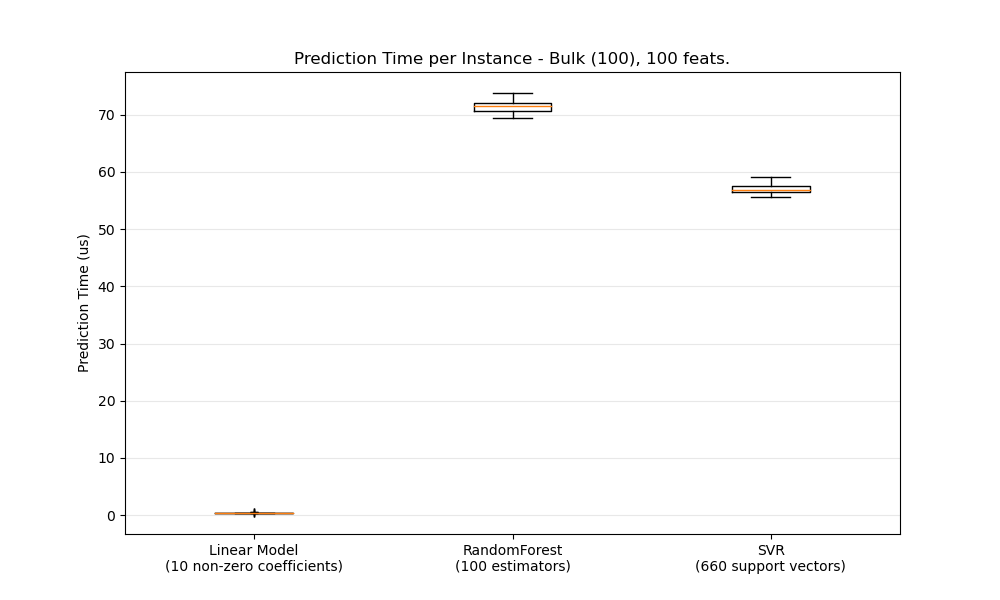 Prediction Time per Instance - Bulk (100), 100 feats.
Prediction Time (us)
70
60
50
40
30
20
10
0
Linear Model
(10 non-zero coefficients)
RandomForest
(100 estimators)
SVR
(660 support vectors)